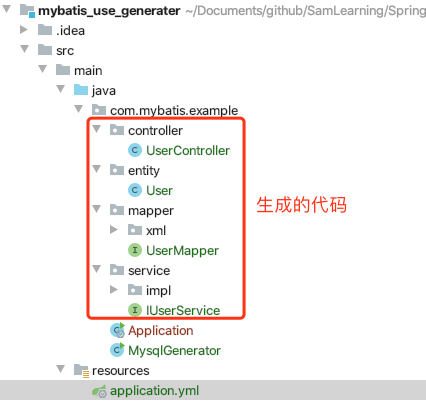 mybatis_use_generater ~/Documents/github/SamLearning/Spring
.idea
src
main
java
com.mybatis.example
controller
C UserController
entity
C User
mapper
xml
I UserMapper
service
impl
I IUserService
生成的代码
Application
C MysqlGenerator
resources
application.yml